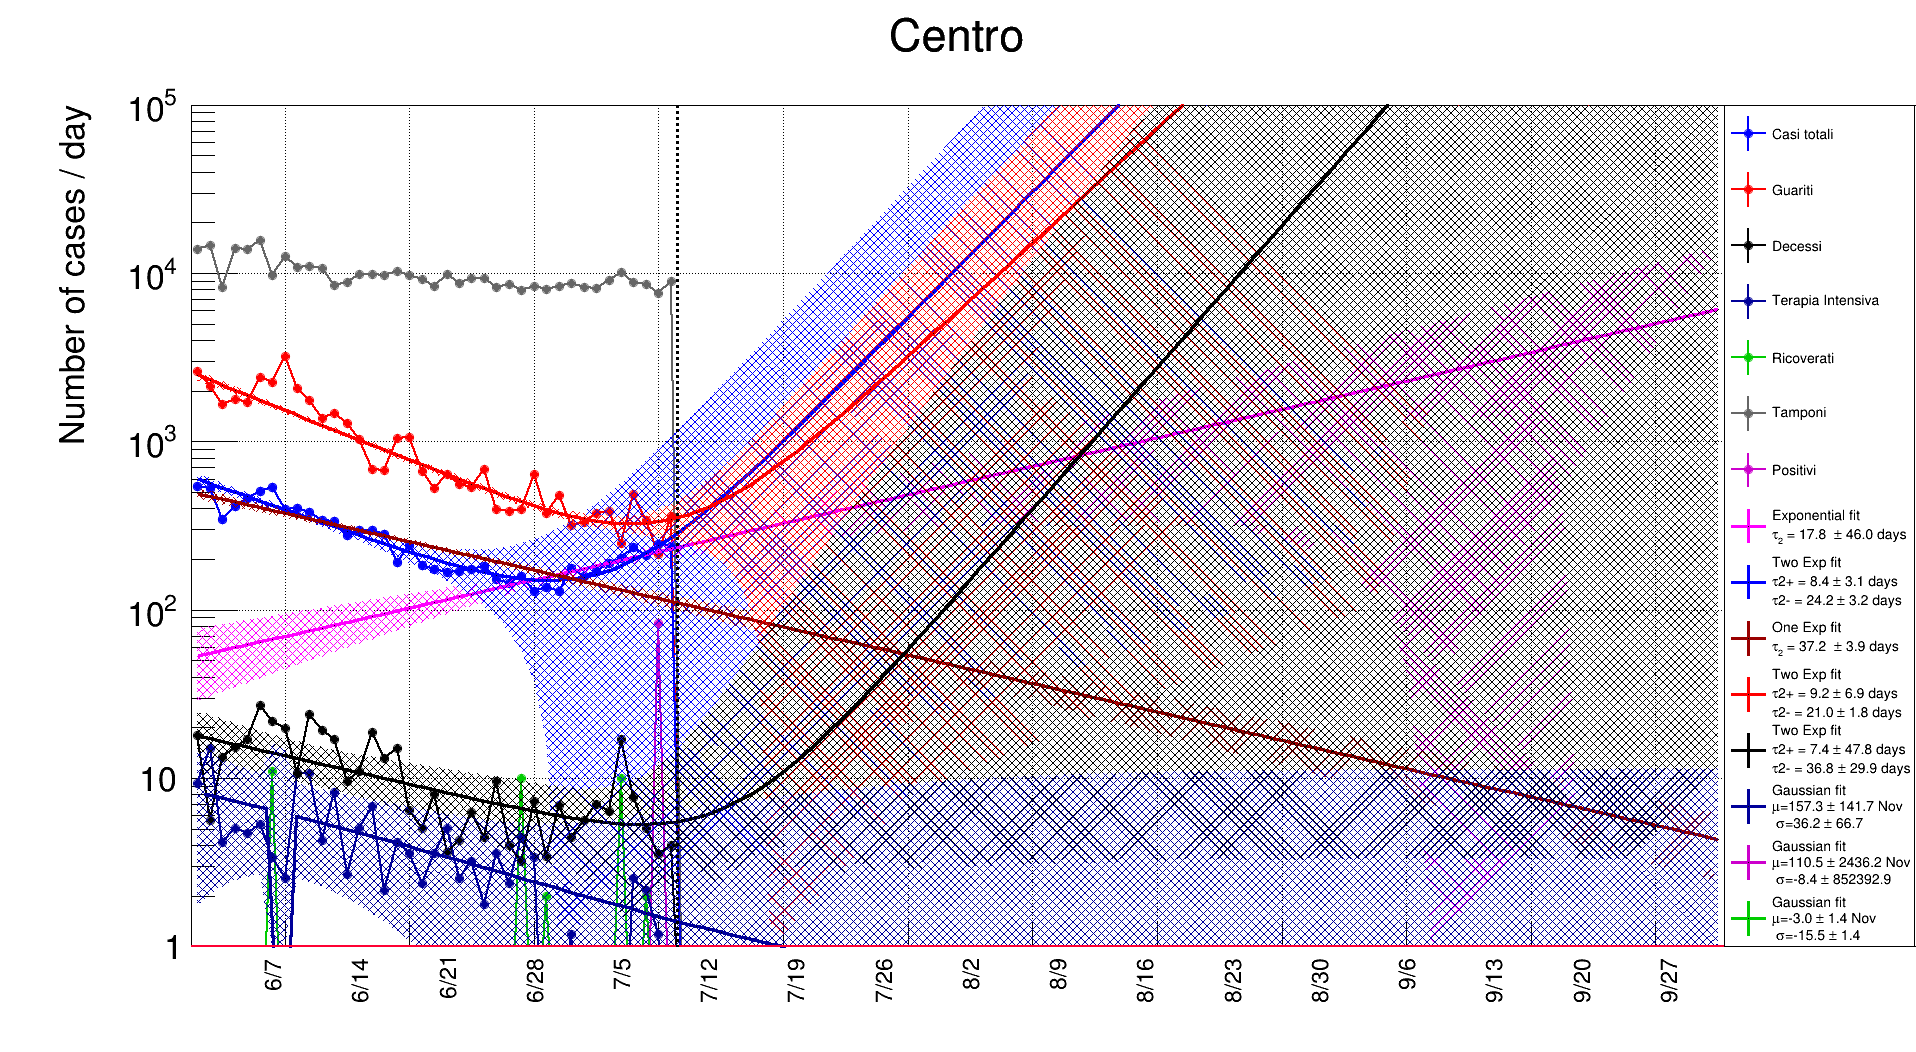 Centro
Number of cases / day
10^5
10^4
10^3
10^2
10
1
6/7
6/14
6/21
6/28
7/5
7/12
7/19
7/26
8/2
8/9
8/16
8/23
8/30
9/6
9/13
9/20
9/27
Casi totali
Guariti
Decessi
Terapia Intensiva
Ricoverati
Tamponi
Positivi
Exponential fit
τ₂ = 17.8 ± 46.0 days
Two Exp fit
τ2+ = 8.4 ± 3.1 days
τ2- = 24.2 ± 3.2 days
One Exp fit
τ₂ = 37.2 ± 3.9 days
Two Exp fit
τ2+ = 9.2 ± 6.9 days
τ2- = 21.0 ± 1.8 days
Two Exp fit
τ2+ = 7.4 ± 47.8 days
τ2- = 36.8 ± 29.9 days
Gaussian fit
μ=157.3 ± 141.7 Nov
σ=36.2 ± 66.7
Gaussian fit
μ=110.5 ± 2436.2 Nov
σ=-8.4 ± 852392.9
Gaussian fit
μ=-3.0 ± 1.4 Nov
σ=-15.5 ± 1.4